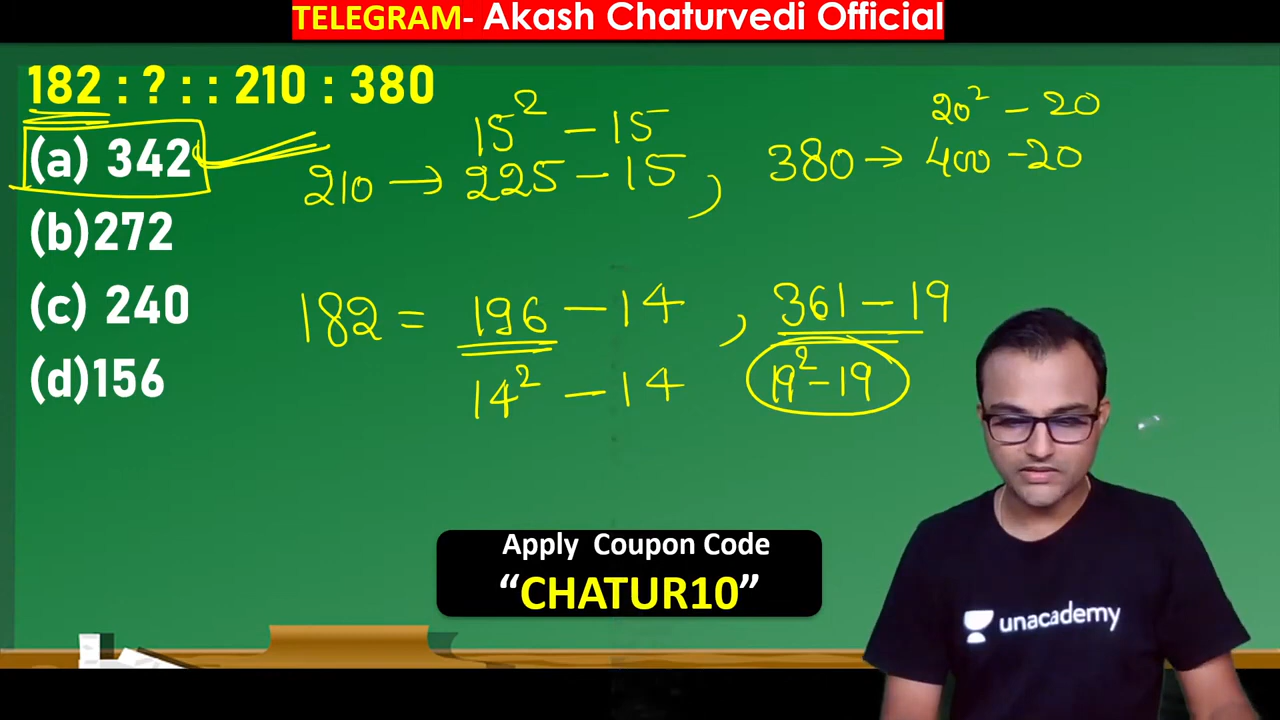 TELEGRAM- Akash Chaturvedi Official
182 : ? : : 210 : 380
(a) 342
(b)272
(c) 240
(d)156
15² - 15
210 → 225 - 15 ,
20² - 20
380 → 400 - 20
182 = 196 - 14 , 361 - 19
14² - 14
19² - 19
Apply Coupon Code
“CHATUR10”
unacademy